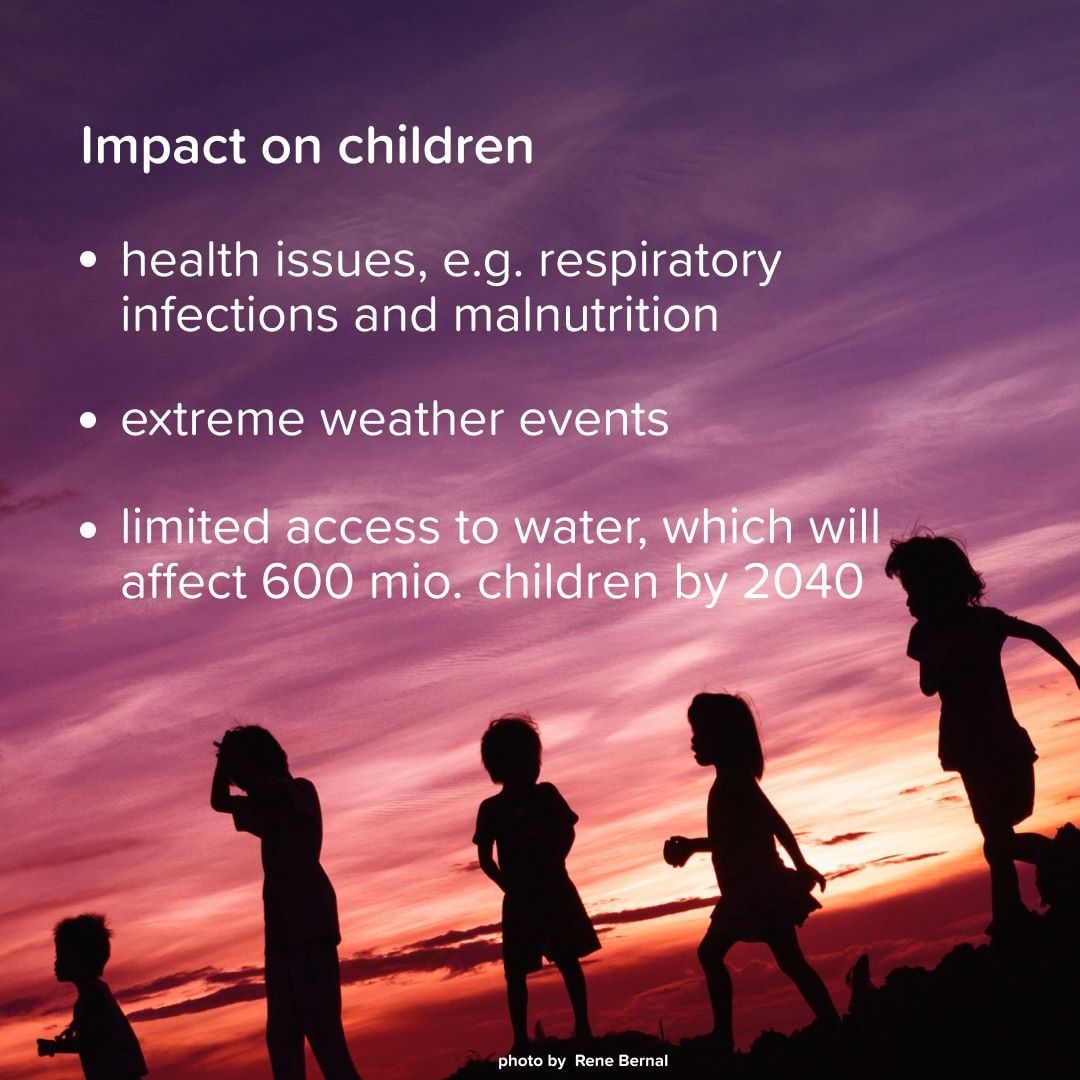 Impact on children
• health issues, e.g. respiratory
infections and malnutrition
• extreme weather events
• limited access to water, which will
affect 600 mio. children by 2040
photo by Rene Bernal